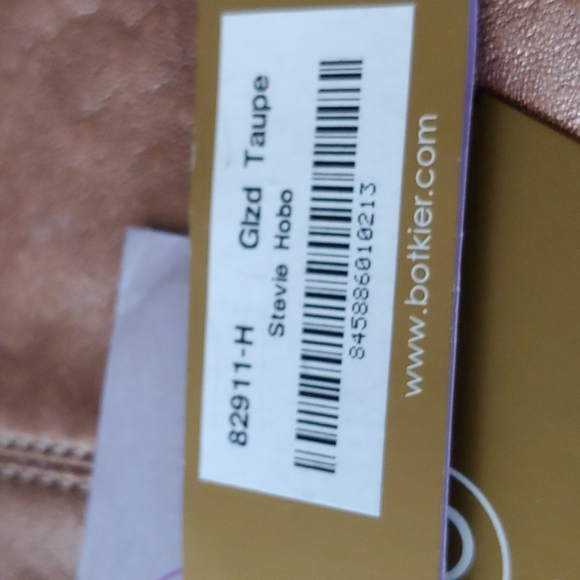 82911-H Glzd Taupe
Stevie Hobo
845886010213
www.botkier.com